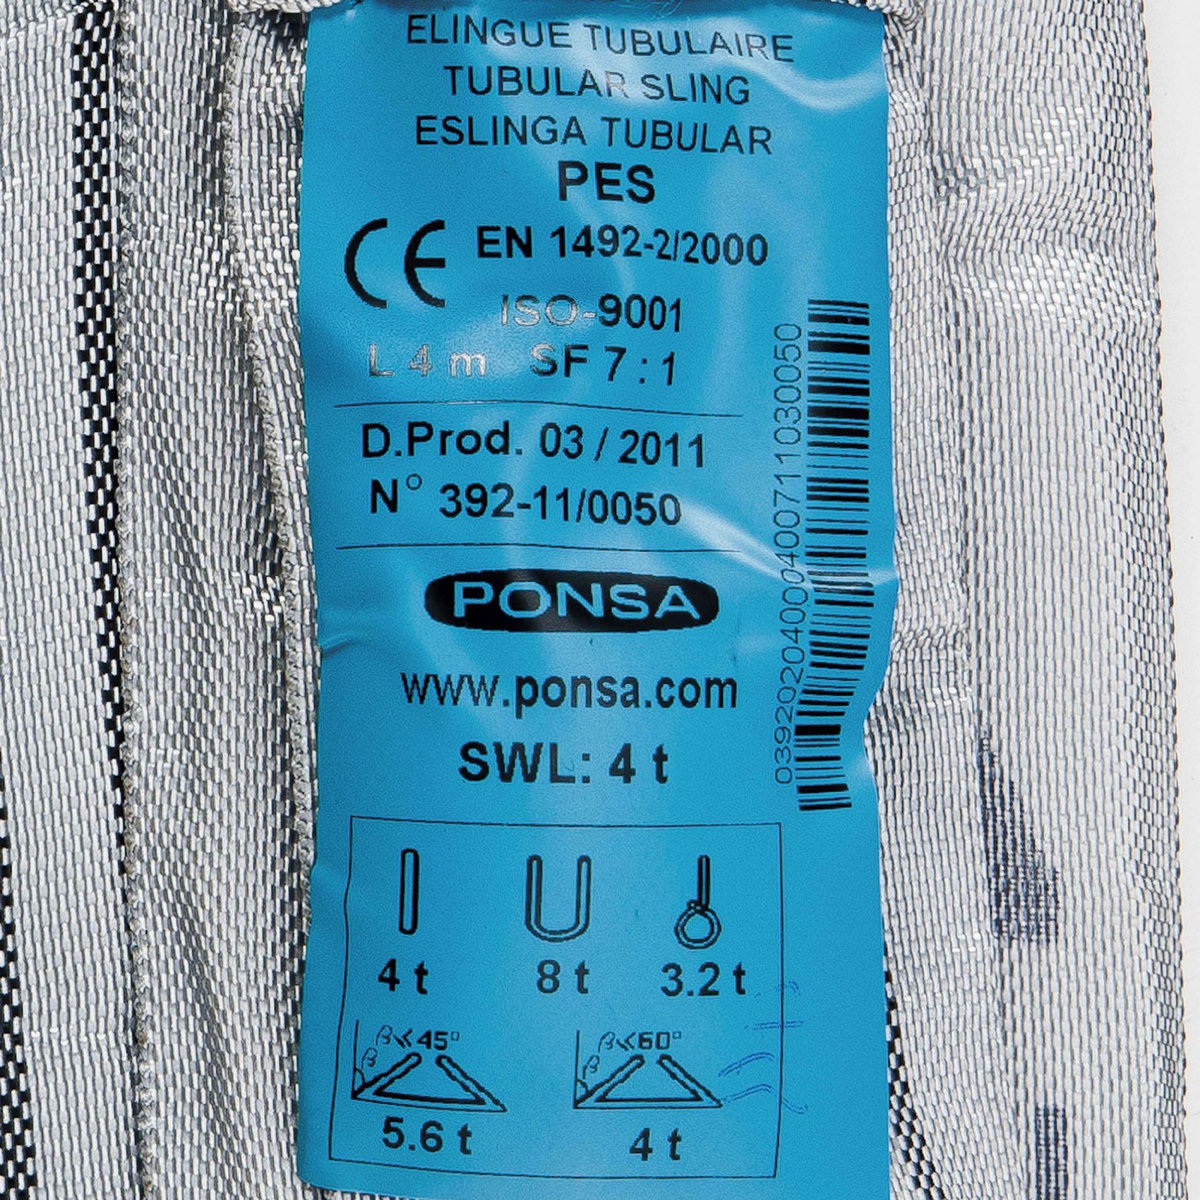 ELINGUE TUBULAIRE
TUBULAR SLING
ESLINGA TUBULAR
PES
CE EN 1492-2/2000
ISO-9001
L 4 m SF 7 : 1
D.Prod. 03 / 2011
N° 392-11/0050
PONSA
www.ponsa.com
SWL: 4 t
4 t 8 t 3.2 t
β≤45° β≤60°
β β
5.6 t 4 t